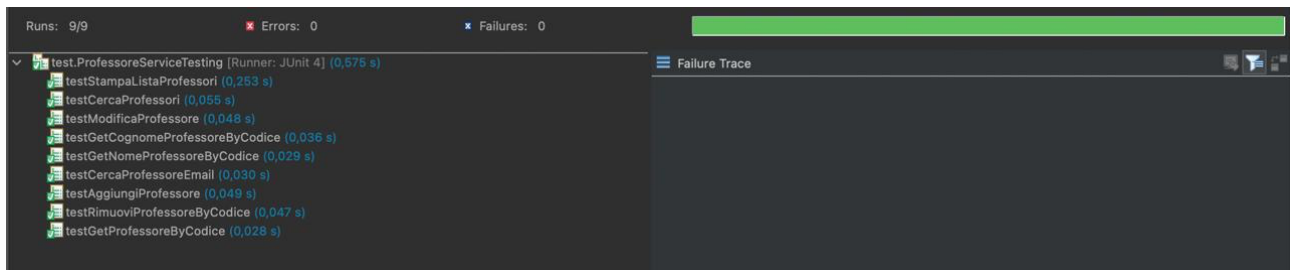 Runs: 9/9 Errors: 0 Failures: 0
test.ProfessoreServiceTesting [Runner: JUnit 4] (0,575 s)
Failure Trace
testStampaListaProfessori (0,253 s)
testCercaProfessori (0,055 s)
testModificaProfessore (0,048 s)
testGetCognomeProfessoreByCodice (0,036 s)
testGetNomeProfessoreByCodice (0,029 s)
testCercaProfessoreEmail (0,030 s)
testAggiungiProfessore (0,049 s)
testRimuoviProfessoreByCodice (0,047 s)
testGetProfessoreByCodice (0,028 s)